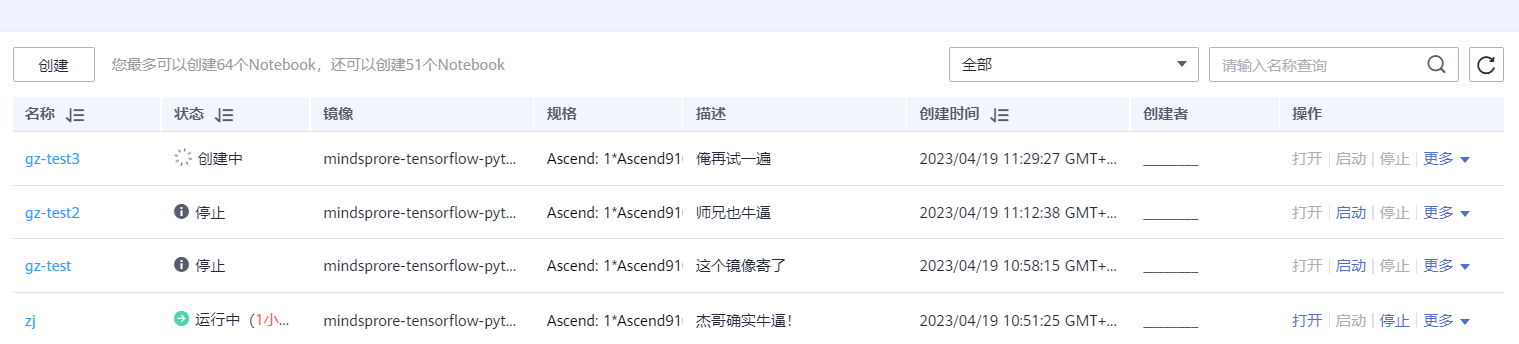 创建 您最多可以创建64个Notebook，还可以创建51个Notebook 全部 请输入名称查询
名称 状态 镜像 规格 描述 创建时间 创建者 操作
gz-test3 创建中 mindsprore-tensorflow-pyt... Ascend: 1*Ascend91 俺再试一遍 2023/04/19 11:29:27 GMT+... ________ 打开 | 启动 | 停止 | 更多
gz-test2 停止 mindsprore-tensorflow-pyt... Ascend: 1*Ascend91 师兄也牛逼 2023/04/19 11:12:38 GMT+... ________ 打开 | 启动 | 停止 | 更多
gz-test 停止 mindsprore-tensorflow-pyt... Ascend: 1*Ascend91 这个镜像寄了 2023/04/19 10:58:15 GMT+... ________ 打开 | 启动 | 停止 | 更多
zj 运行中（1小... mindsprore-tensorflow-pyt... Ascend: 1*Ascend91 杰哥确实牛逼！ 2023/04/19 10:51:25 GMT+... ________ 打开 | 启动 | 停止 | 更多